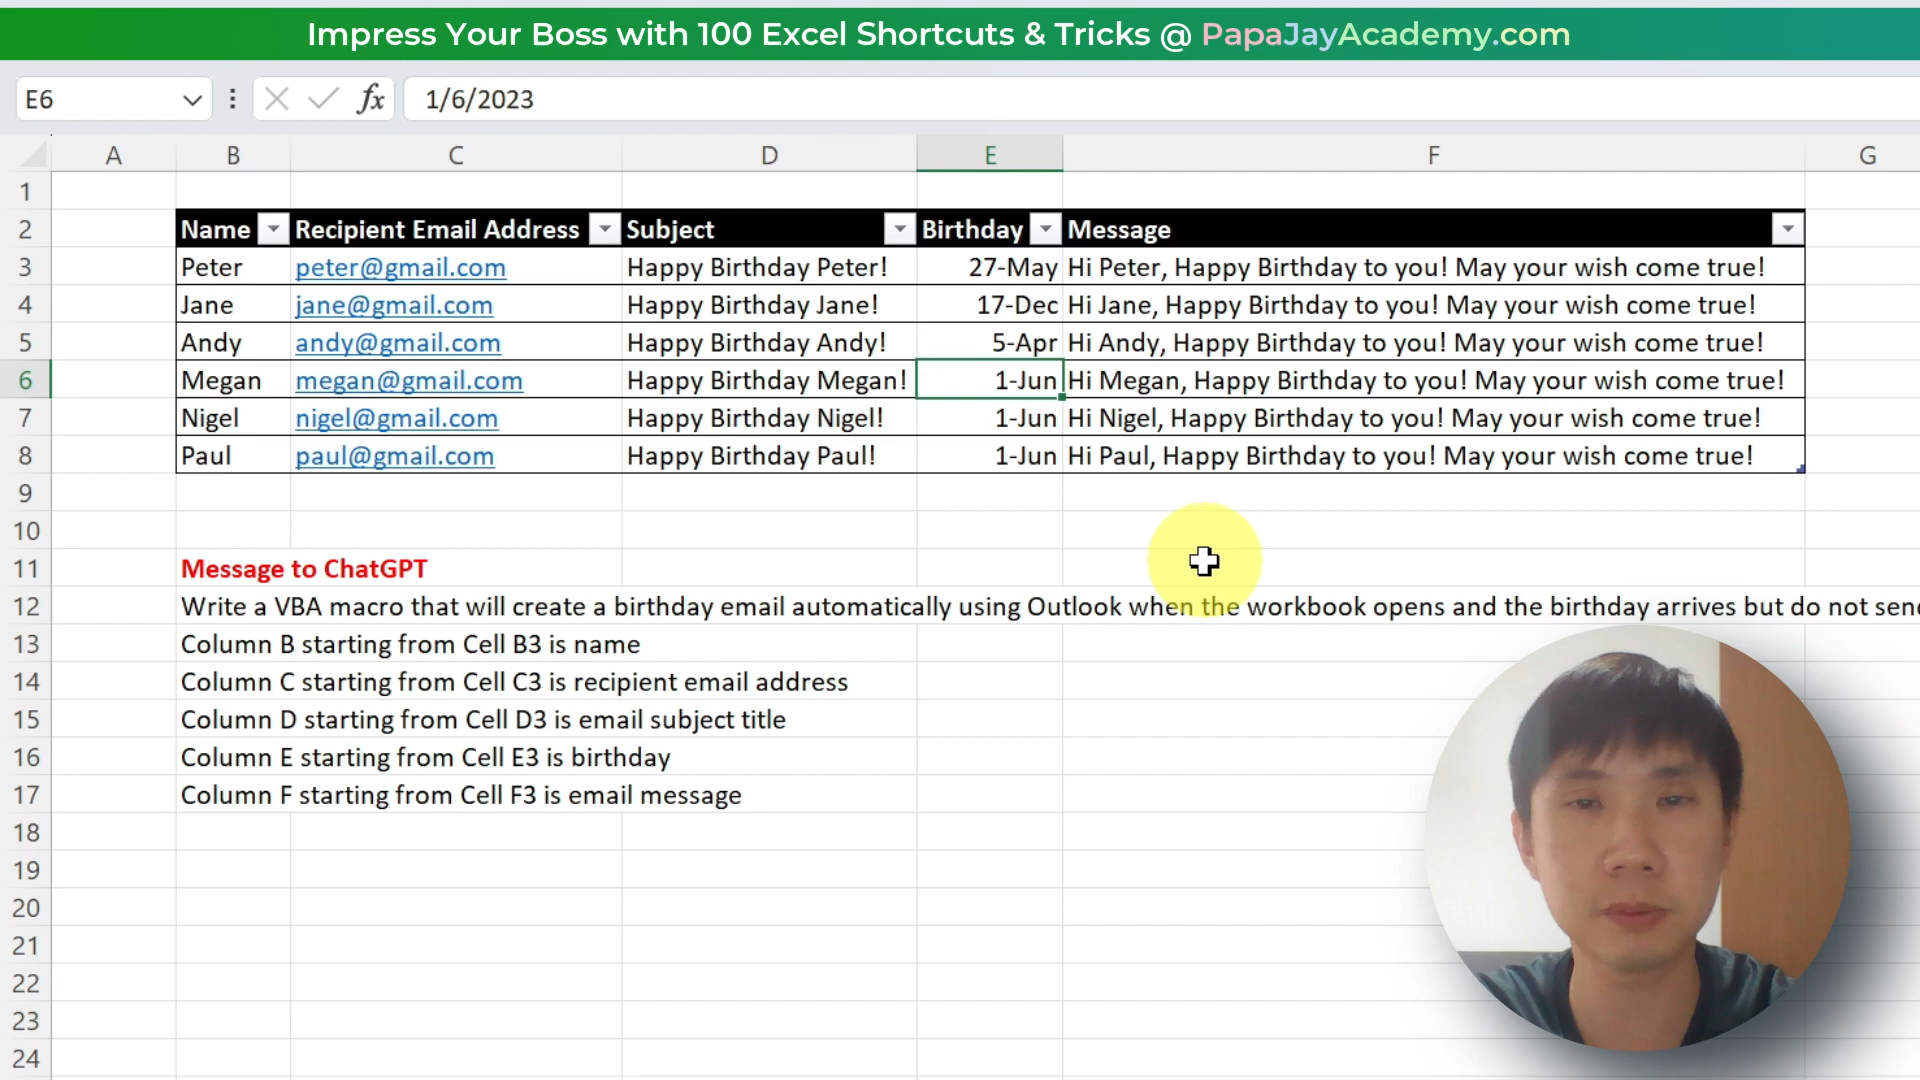 Impress Your Boss with 100 Excel Shortcuts & Tricks @ PapaJayAcademy.com
E6 fx 1/6/2023
A B C D E F G
1
2 Name Recipient Email Address Subject Birthday Message
3 Peter peter@gmail.com Happy Birthday Peter! 27-May Hi Peter, Happy Birthday to you! May your wish come true!
4 Jane jane@gmail.com Happy Birthday Jane! 17-Dec Hi Jane, Happy Birthday to you! May your wish come true!
5 Andy andy@gmail.com Happy Birthday Andy! 5-Apr Hi Andy, Happy Birthday to you! May your wish come true!
6 Megan megan@gmail.com Happy Birthday Megan! 1-Jun Hi Megan, Happy Birthday to you! May your wish come true!
7 Nigel nigel@gmail.com Happy Birthday Nigel! 1-Jun Hi Nigel, Happy Birthday to you! May your wish come true!
8 Paul paul@gmail.com Happy Birthday Paul! 1-Jun Hi Paul, Happy Birthday to you! May your wish come true!
9
10
11 Message to ChatGPT
12 Write a VBA macro that will create a birthday email automatically using Outlook when the workbook opens and the birthday arrives but do not send
13 Column B starting from Cell B3 is name
14 Column C starting from Cell C3 is recipient email address
15 Column D starting from Cell D3 is email subject title
16 Column E starting from Cell E3 is birthday
17 Column F starting from Cell F3 is email message
18
19
20
21
22
23
24